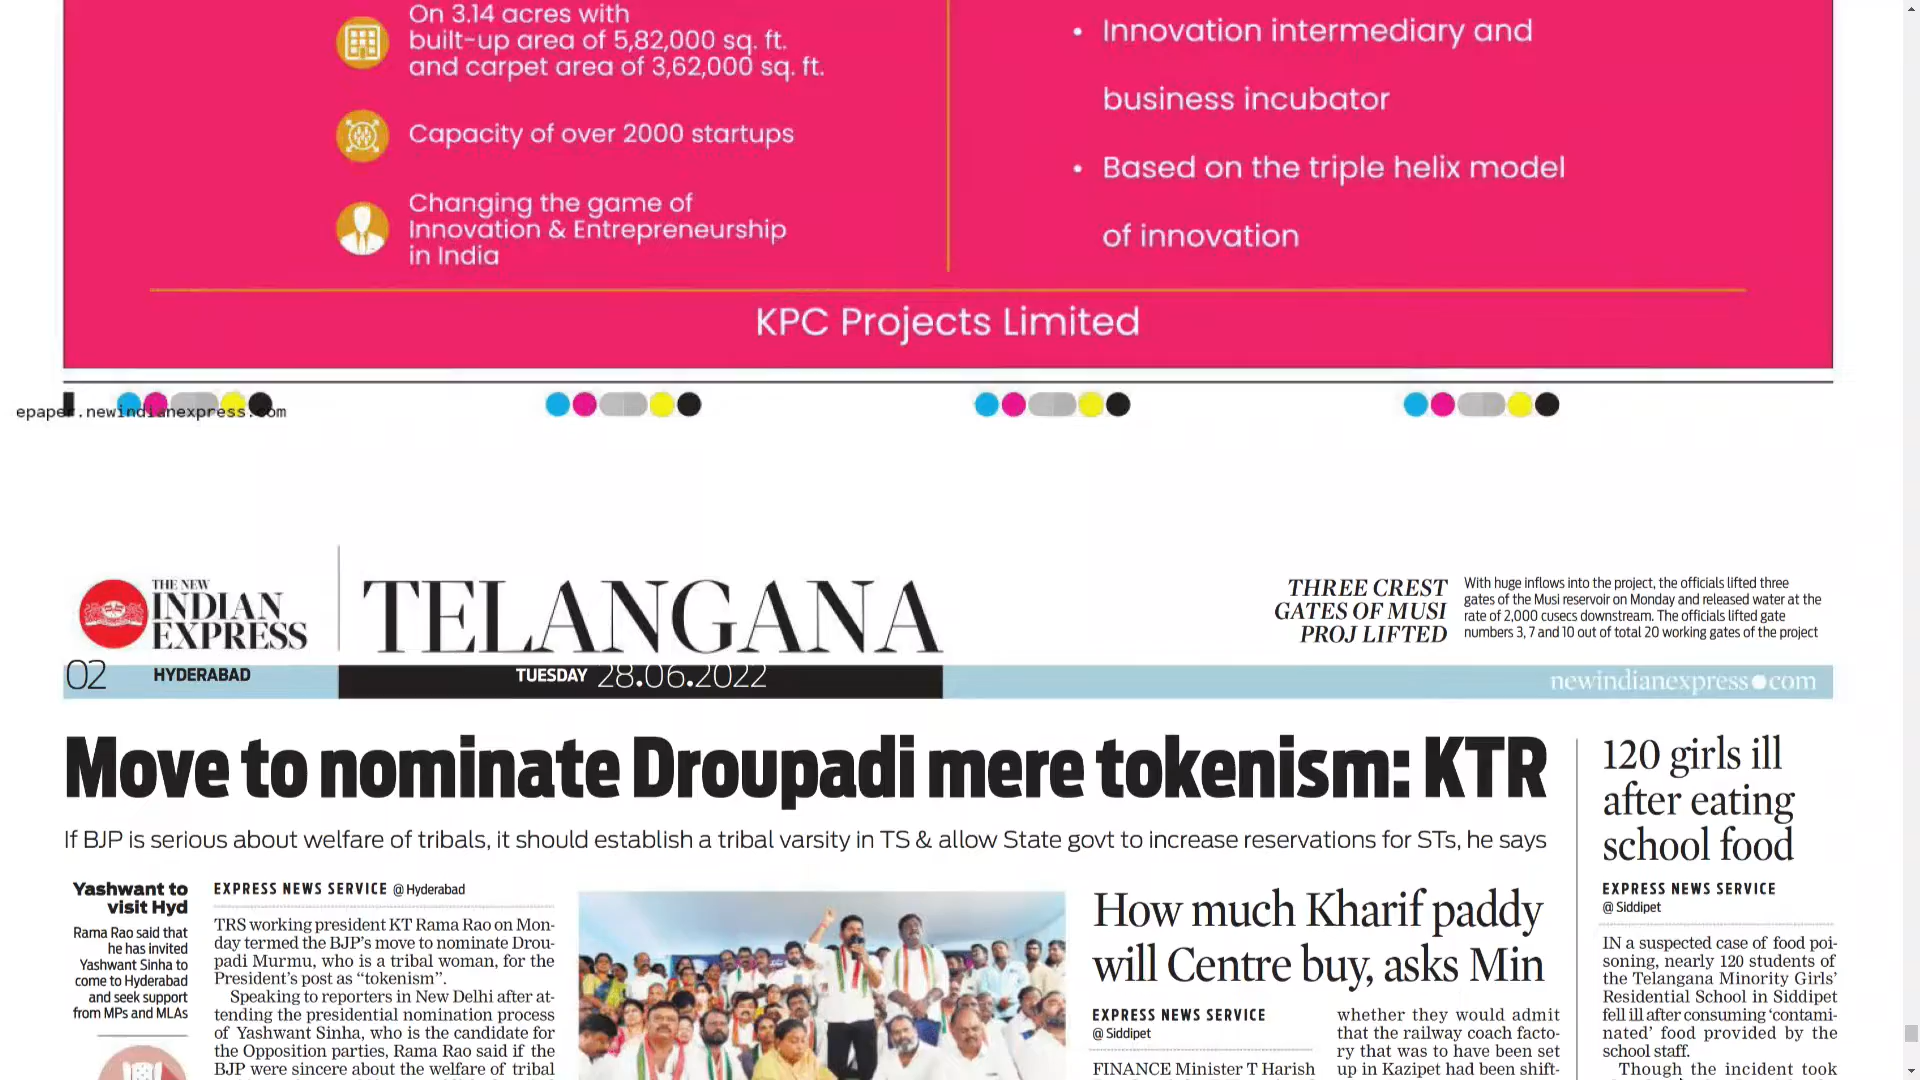 On 3.14 acres with
built-up area of 5,82,000 sq. ft.
and carpet area of 3,62,000 sq. ft.
Capacity of over 2000 startups
Changing the game of
Innovation & Entrepreneurship
in India
• Innovation intermediary and
business incubator
• Based on the triple helix model
of innovation
KPC Projects Limited
epaper.newindianexpress.com
THE NEW
INDIAN
EXPRESS
TELANGANA
THREE CREST
GATES OF MUSI
PROJ LIFTED
With huge inflows into the project, the officials lifted three
gates of the Musi reservoir on Monday and released water at the
rate of 2,000 cusecs downstream. The officials lifted gate
numbers 3, 7 and 10 out of total 20 working gates of the project
02 HYDERABAD TUESDAY 28.06.2022 newindianexpress●com
Move to nominate Droupadi mere tokenism: KTR
If BJP is serious about welfare of tribals, it should establish a tribal varsity in TS & allow State govt to increase reservations for STs, he says
Yashwant to
visit Hyd
Rama Rao said that
he has invited
Yashwant Sinha to
come to Hyderabad
and seek support
from MPs and MLAs
EXPRESS NEWS SERVICE @ Hyderabad
TRS working president KT Rama Rao on Mon-
day termed the BJP's move to nominate Drou-
padi Murmu, who is a tribal woman, for the
President's post as "tokenism".
Speaking to reporters in New Delhi after at-
tending the presidential nomination process
of Yashwant Sinha, who is the candidate for
the Opposition parties, Rama Rao said if the
BJP were sincere about the welfare of tribal
How much Kharif paddy
will Centre buy, asks Min
EXPRESS NEWS SERVICE
@ Siddipet
FINANCE Minister T Harish
whether they would admit
that the railway coach facto-
ry that was to have been set
up in Kazipet had been shift-
120 girls ill
after eating
school food
EXPRESS NEWS SERVICE
@ Siddipet
IN a suspected case of food poi-
soning, nearly 120 students of
the Telangana Minority Girls'
Residential School in Siddipet
fell ill after consuming 'contami-
nated' food provided by the
school staff.
Though the incident took